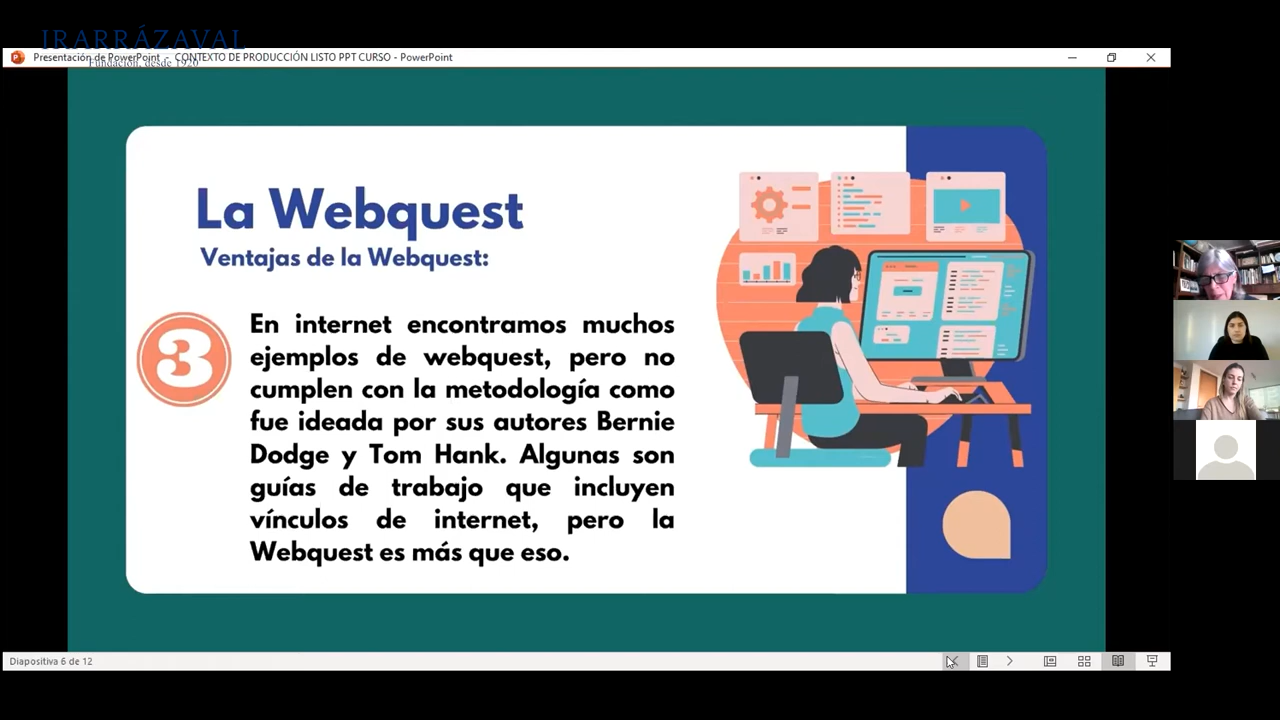 IRARRÁZAVAL
Fundación, desde 1920
Presentación de PowerPoint - CONTEXTO DE PRODUCCIÓN LISTO PPT CURSO - PowerPoint
La Webquest
Ventajas de la Webquest:
3
En internet encontramos muchos
ejemplos de webquest, pero no
cumplen con la metodología como
fue ideada por sus autores Bernie
Dodge y Tom Hank. Algunas son
guías de trabajo que incluyen
vínculos de internet, pero la
Webquest es más que eso.
Diapositiva 6 de 12